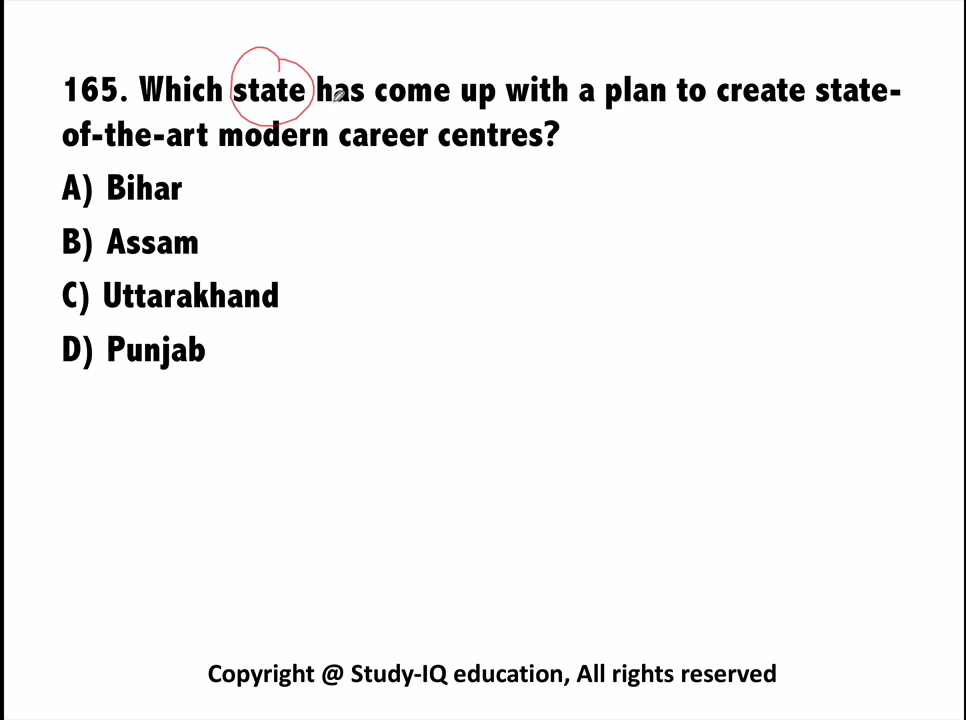 165. Which state has come up with a plan to create state-
of-the-art modern career centres?
A) Bihar
B) Assam
C) Uttarakhand
D) Punjab
Copyright @ Study-IQ education, All rights reserved